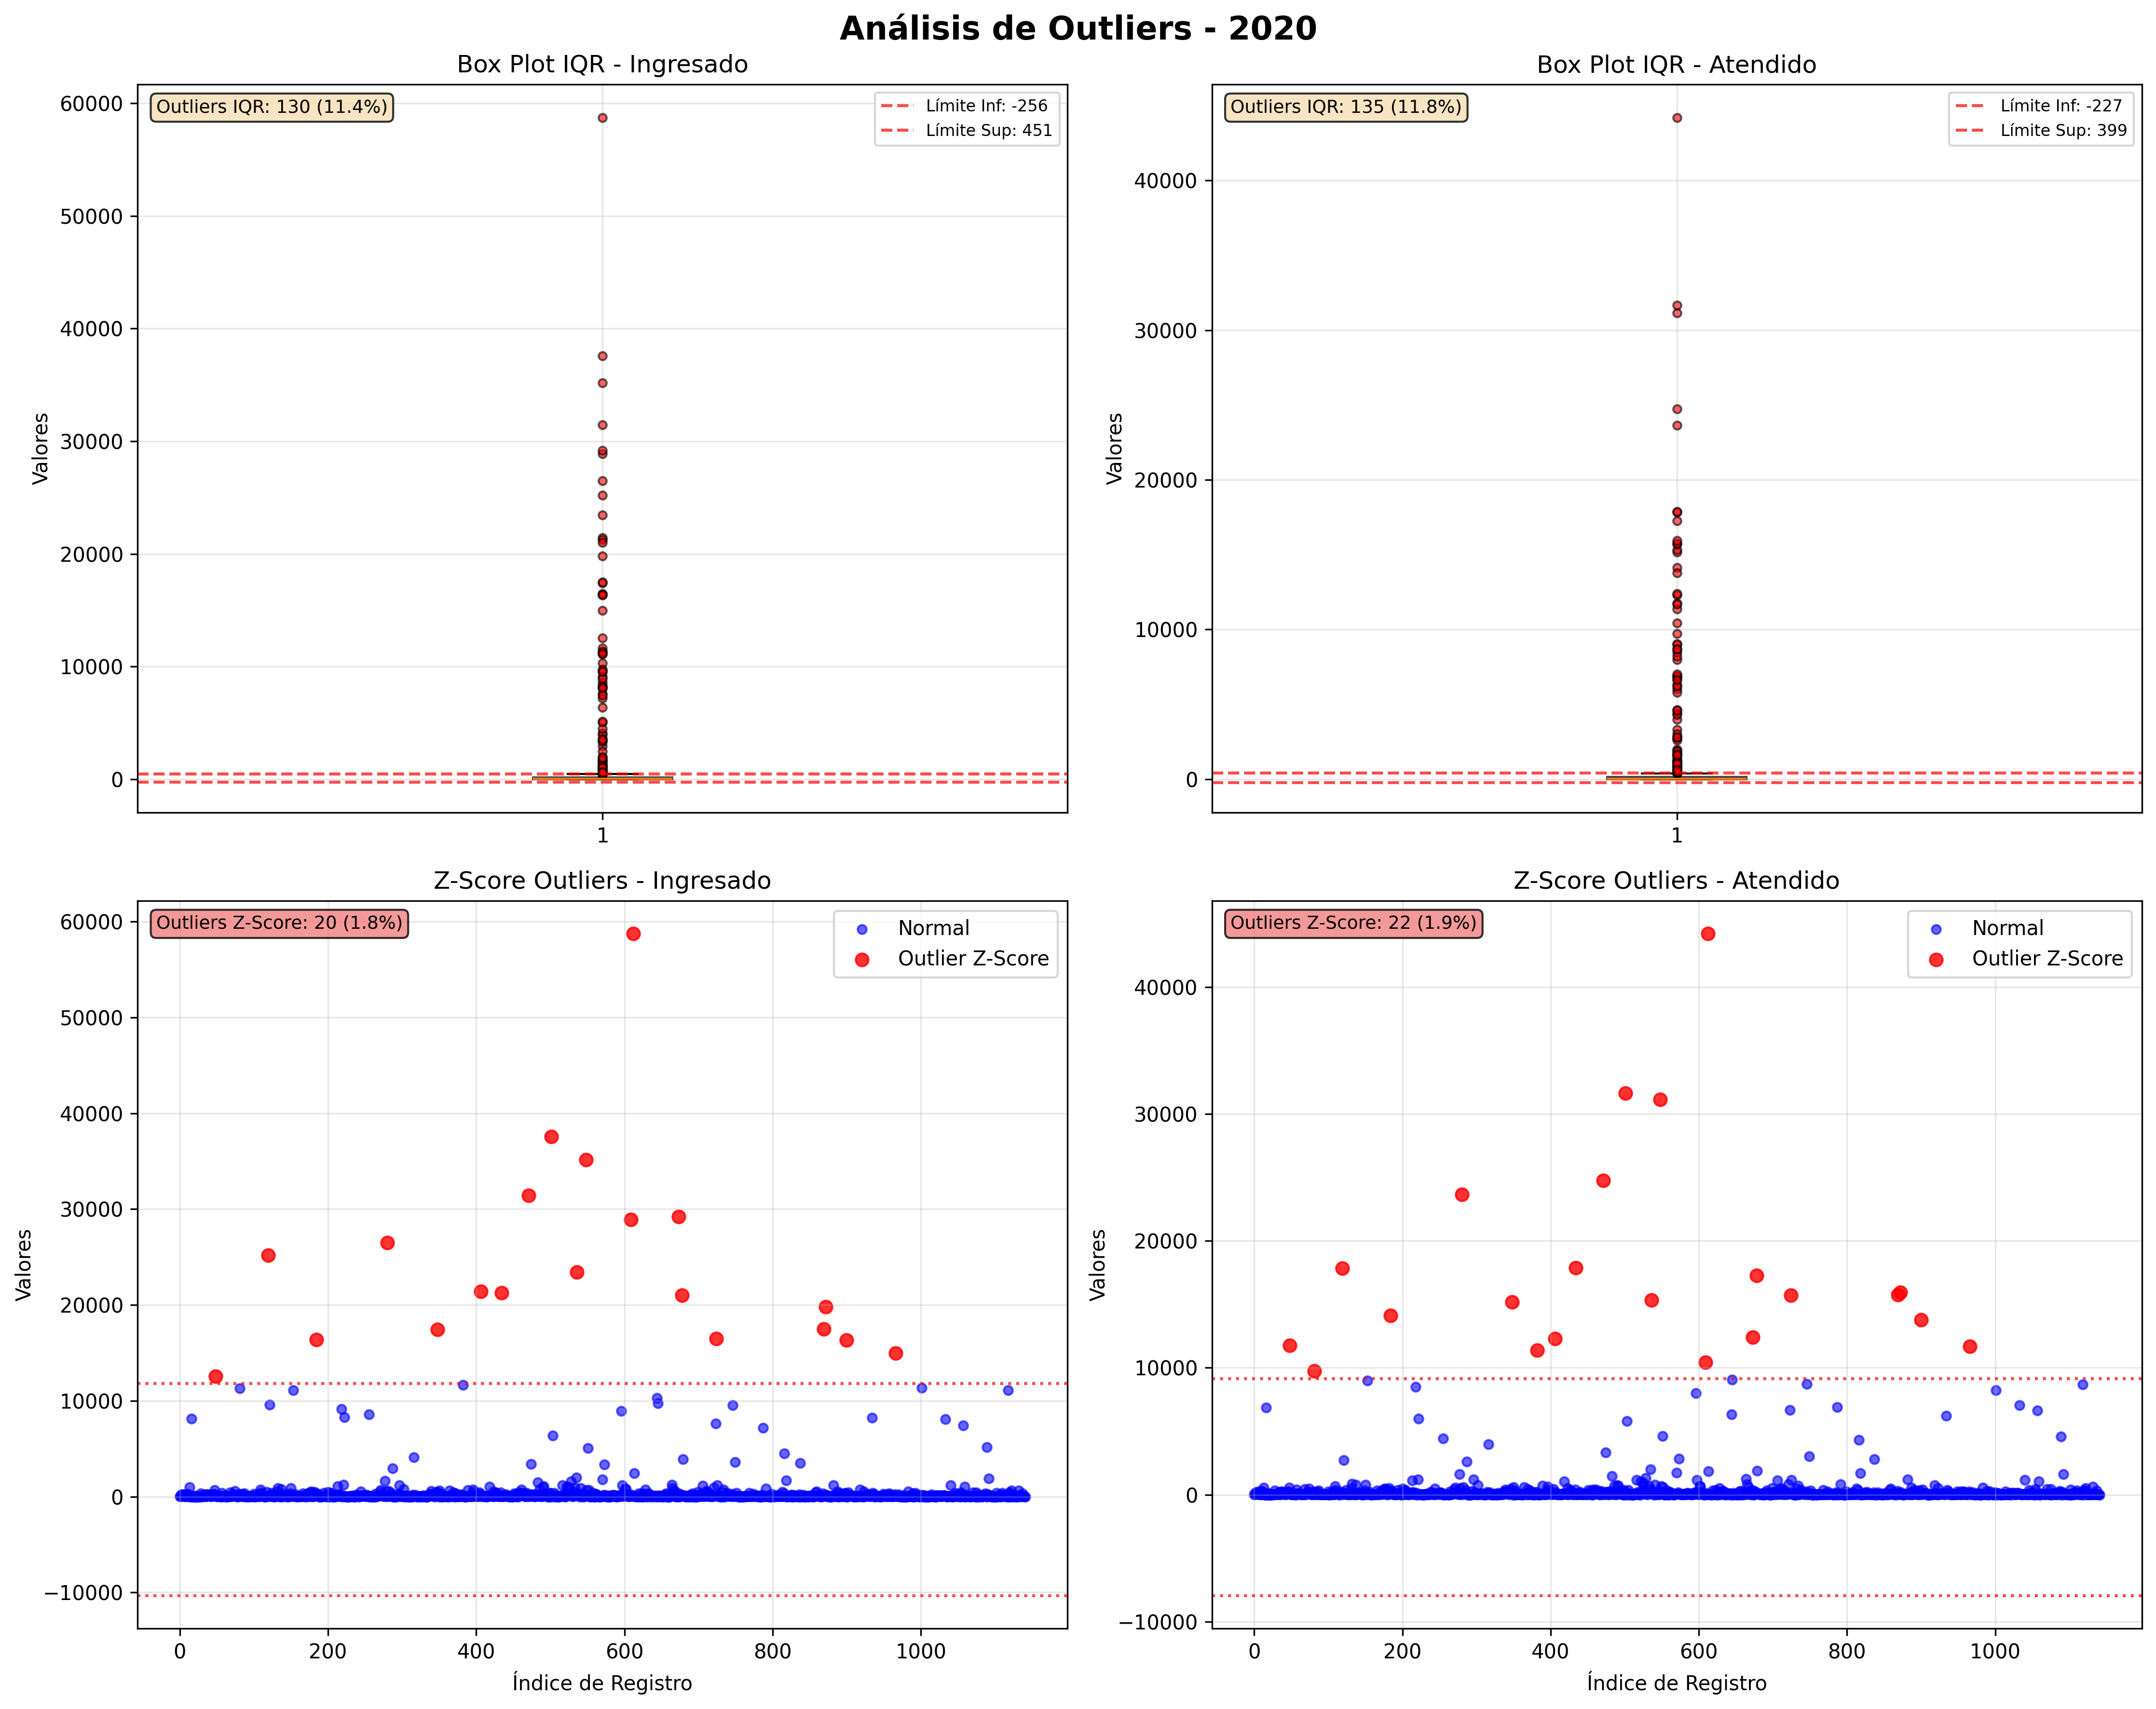 Análisis de Outliers - 2020
Box Plot IQR - Ingresado
Outliers IQR: 130 (11.4%)
Límite Inf: -256
Límite Sup: 451
60000
50000
40000
30000
20000
10000
0
Valores
1
Box Plot IQR - Atendido
Outliers IQR: 135 (11.8%)
Límite Inf: -227
Límite Sup: 399
40000
30000
20000
10000
0
Valores
1
Z-Score Outliers - Ingresado
Outliers Z-Score: 20 (1.8%)
Normal
Outlier Z-Score
60000
50000
40000
30000
20000
10000
0
−10000
Valores
0 200 400 600 800 1000
Índice de Registro
Z-Score Outliers - Atendido
Outliers Z-Score: 22 (1.9%)
Normal
Outlier Z-Score
40000
30000
20000
10000
0
−10000
Valores
0 200 400 600 800 1000
Índice de Registro